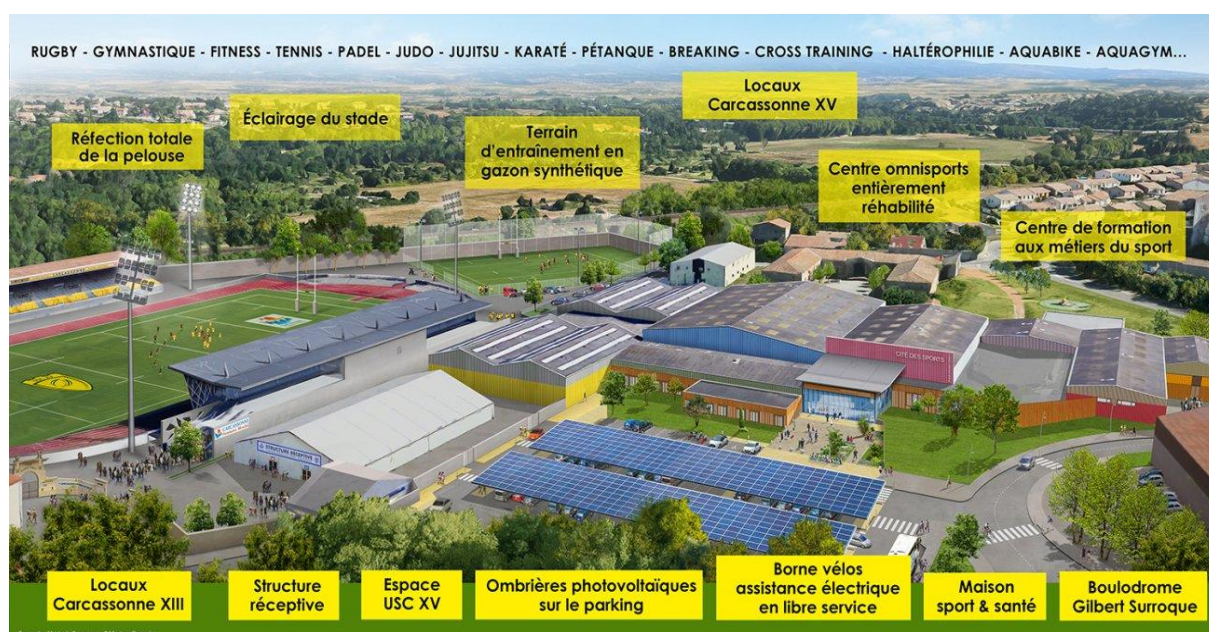 RUGBY - GYMNASTIQUE - FITNESS - TENNIS - PADEL - JUDO - JUJITSU - KARATÉ - PÉTANQUE - BREAKING - CROSS TRAINING - HALTÉROPHILIE - AQUABIKE - AQUAGYM...
Locaux
Carcassonne XV
Éclairage du stade
Réfection totale
de la pelouse
Terrain
d'entraînement en
gazon synthétique
Centre omnisports
entièrement
réhabilité
Centre de formation
aux métiers du sport
CARCASSONNE
CITÉ DES SPORTS
STRUCTURE RÉCEPTIVE
Locaux
Carcassonne XIII
Structure
réceptive
Espace
USC XV
Ombrières photovoltaïques
sur le parking
Borne vélos
assistance électrique
en libre service
Maison
sport & santé
Boulodrome
Gilbert Surroque